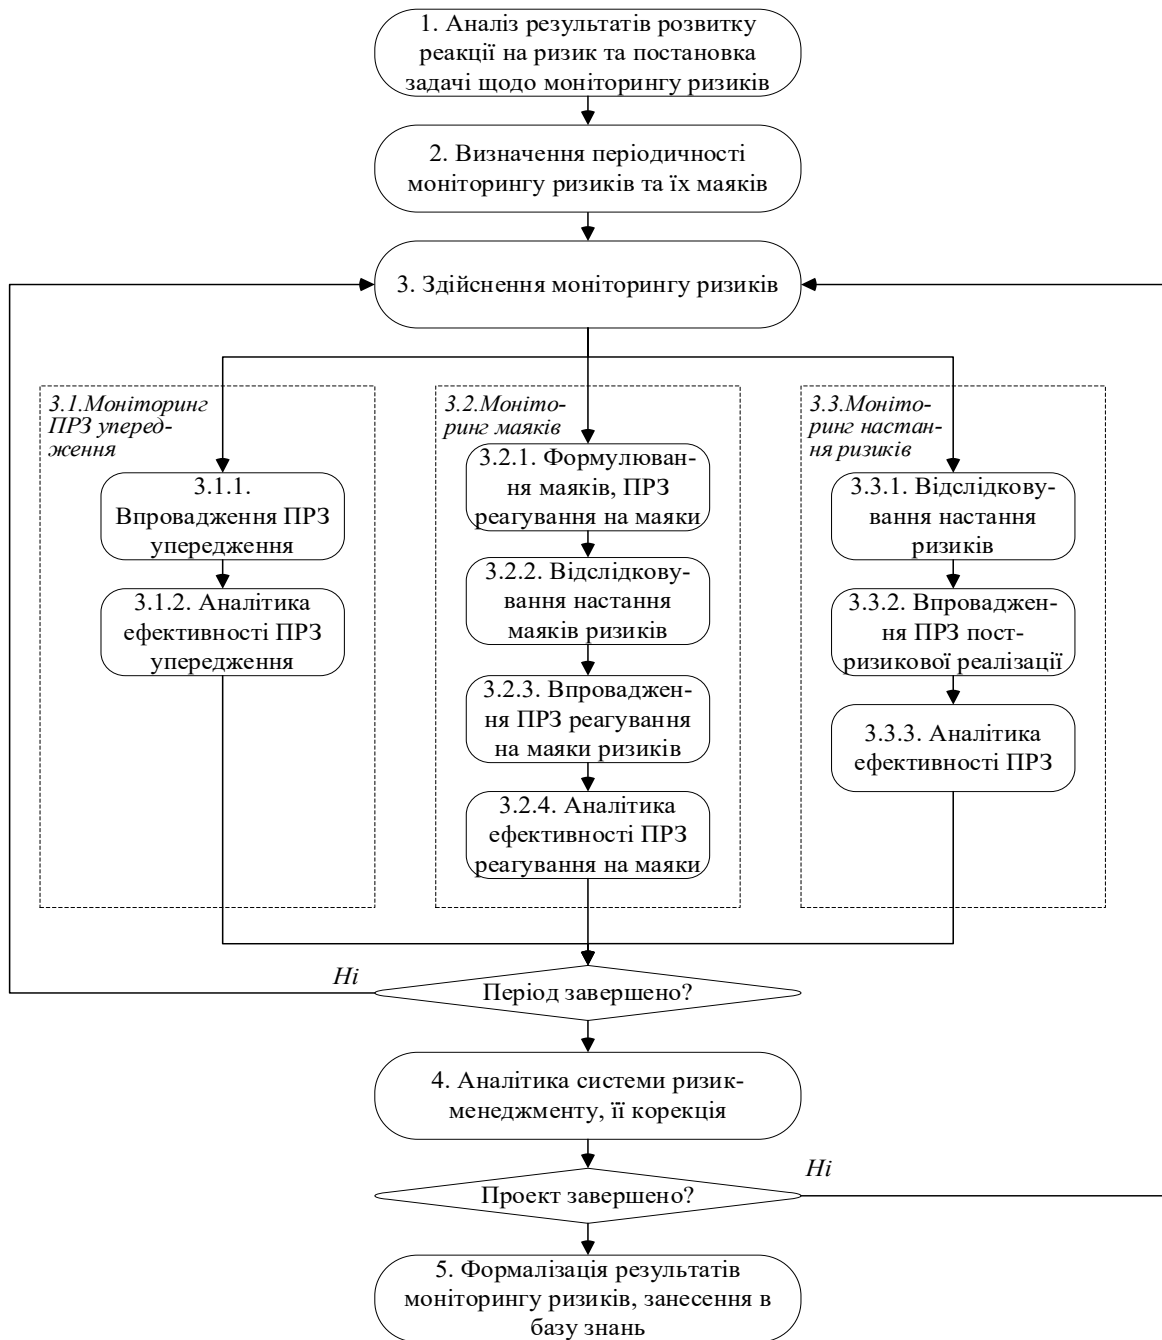 1. Аналіз результатів розвитку
реакції на ризик та постановка
задачі щодо моніторингу ризиків
2. Визначення періодичності
моніторингу ризиків та їх маяків
3. Здійснення моніторингу ризиків
3.1.Моніторинг
ПРЗ уперед-
ження
3.1.1.
Впровадження ПРЗ
упередження
3.1.2. Аналітика
ефективності ПРЗ
упередження
3.2.Моніто-
ринг маяків
3.2.1. Формулюван-
ня маяків, ПРЗ
реагування на маяки
3.2.2. Відслідкову-
вання настання
маяків ризиків
3.2.3. Впроваджен-
ня ПРЗ реагування
на маяки ризиків
3.2.4. Аналітика
ефективності ПРЗ
реагування на маяки
3.3.Моніто-
ринг настан-
ня ризиків
3.3.1. Відслідкову-
вання настання
ризиків
3.3.2. Впроваджен-
ня ПРЗ пост-
ризикової реалізації
3.3.3. Аналітика
ефективності ПРЗ
Ні
Період завершено?
4. Аналітика системи ризик-
менеджменту, її корекція
Ні
Проект завершено?
5. Формалізація результатів
моніторингу ризиків, занесення в
базу знань